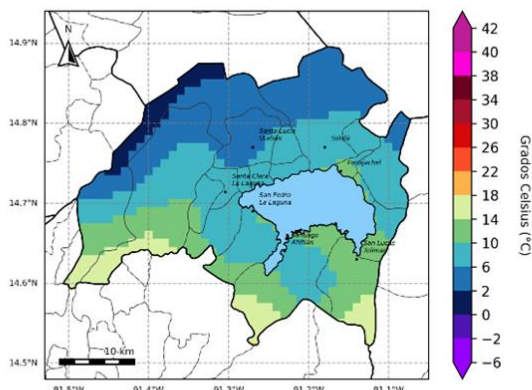 14.9°N
14.8°N
14.7°N
14.6°N
14.5°N
91.5°W
91.4°W
91.3°W
91.2°W
91.1°W
N
Santa Lucía
Utatlán
Sololá
Panajachel
Santa Clara
La Laguna
San Pedro
La Laguna
Santiago
Atitlán
San Lucas
Tolimán
10 km
42
38
34
30
26
22
18
14
10
6
2
0
−2
−6
Grados Celsius (°C)